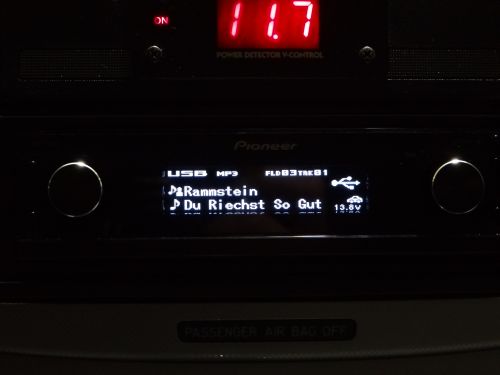 ON
11.7
POWER DETECTOR V-CONTROL
Pioneer
USB MP3 FLD03TRK01
Rammstein
Du Riechst So Gut
13.8V
PASSENGER AIR BAG OFF